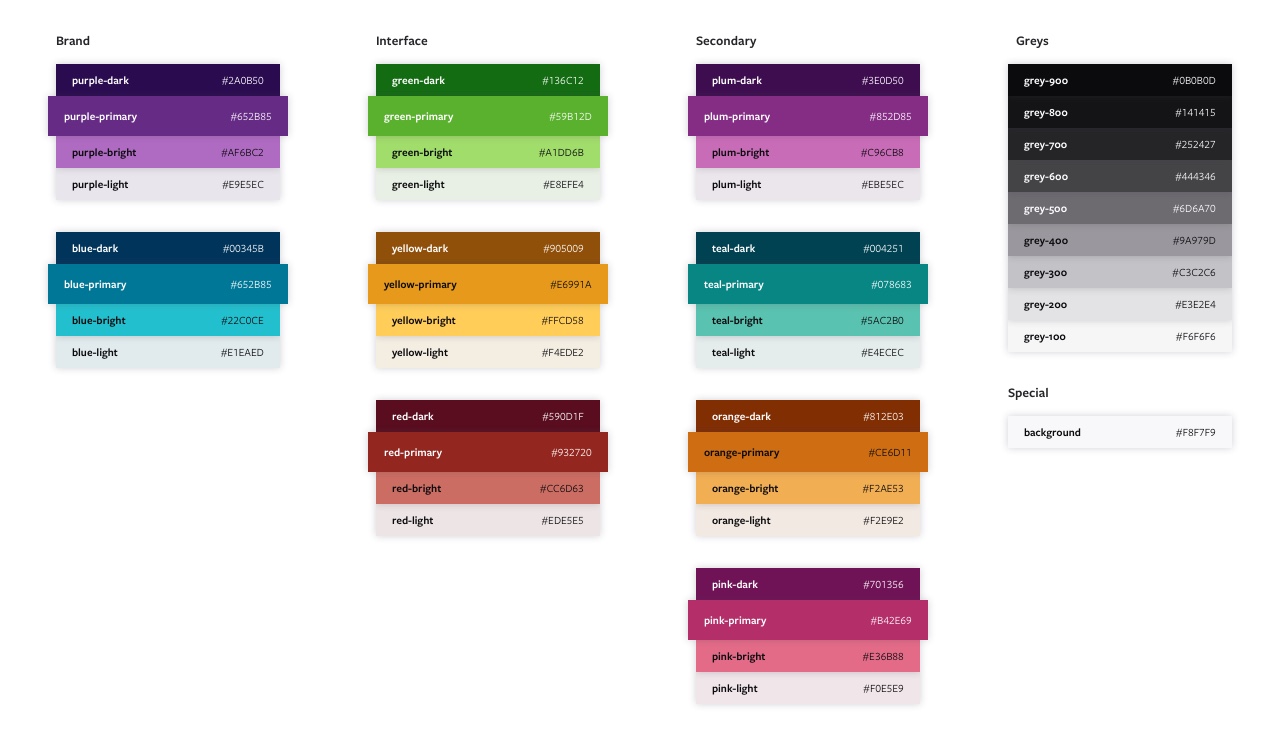 Brand
purple-dark #2A0B50
purple-primary #652B85
purple-bright #AF6BC2
purple-light #E9E5EC
blue-dark #00345B
blue-primary #652B85
blue-bright #22C0CE
blue-light #E1EAED
Interface
green-dark #136C12
green-primary #59B12D
green-bright #A1DD6B
green-light #E8EFE4
yellow-dark #905009
yellow-primary #E6991A
yellow-bright #FFCD58
yellow-light #F4EDE2
red-dark #590D1F
red-primary #932720
red-bright #CC6D63
red-light #EDE5E5
Secondary
plum-dark #3E0D50
plum-primary #852D85
plum-bright #C96CB8
plum-light #EBE5EC
teal-dark #004251
teal-primary #078683
teal-bright #5AC2B0
teal-light #E4ECEC
orange-dark #812E03
orange-primary #CE6D11
orange-bright #F2AE53
orange-light #F2E9E2
pink-dark #701356
pink-primary #B42E69
pink-bright #E36B88
pink-light #F0E5E9
Greys
grey-900 #0B0B0D
grey-800 #141415
grey-700 #252427
grey-600 #444346
grey-500 #6D6A70
grey-400 #9A979D
grey-300 #C3C2C6
grey-200 #E3E2E4
grey-100 #F6F6F6
Special
background #F8F7F9